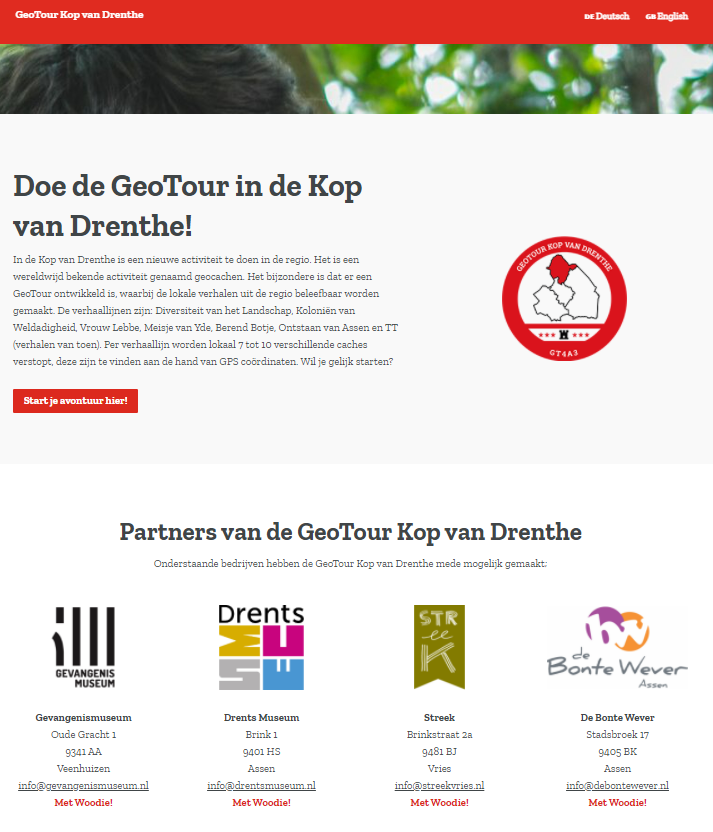 GeoTour Kop van Drenthe
DE Deutsch GB English
Doe de GeoTour in de Kop
van Drenthe!
In de Kop van Drenthe is een nieuwe activiteit te doen in de regio. Het is een
wereldwijd bekende activiteit genaamd geocachen. Het bijzondere is dat er een
GeoTour ontwikkeld is, waarbij de lokale verhalen uit de regio beleefbaar worden
gemaakt. De verhaallijnen zijn: Diversiteit van het Landschap, Koloniën van
Weldadigheid, Vrouw Lebbe, Meisje van Yde, Berend Botje, Ontstaan van Assen en TT
(verhalen van toen). Per verhaallijn worden lokaal 7 tot 10 verschillende caches
verstopt, deze zijn te vinden aan de hand van GPS coördinaten. Wil je gelijk starten?
Start je avontuur hier!
GEOTOUR KOP VAN DRENTHE
GT4A3
Partners van de GeoTour Kop van Drenthe
Onderstaande bedrijven hebben de GeoTour Kop van Drenthe mede mogelijk gemaakt:
GEVANGENIS
MUSEUM
Gevangenismuseum
Oude Gracht 1
9341 AA
Veenhuizen
info@gevangenismuseum.nl
Met Woodie!
Drents
Drents Museum
Brink 1
9401 HS
Assen
info@drentsmuseum.nl
Met Woodie!
STR
ee
K
Streek
Brinkstraat 2a
9481 BJ
Vries
info@streekvries.nl
Met Woodie!
de
Bonte Wever
Assen
De Bonte Wever
Stadsbroek 17
9405 BK
Assen
info@debontewever.nl
Met Woodie!